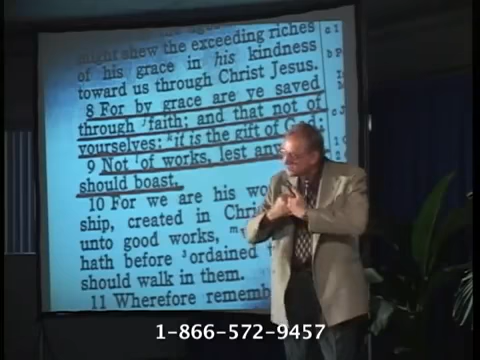 might shew the exceeding riches
of his grace in his kindness
toward us through Christ Jesus.
8 For by grace are ye saved
through faith; and that not of
yourselves: it is the gift of God:
9 Not of works, lest any
should boast.
10 For we are his wo
ship, created in Chri
unto good works,
hath before ordained
should walk in them.
11 Wherefore rememb
1-866-572-9457